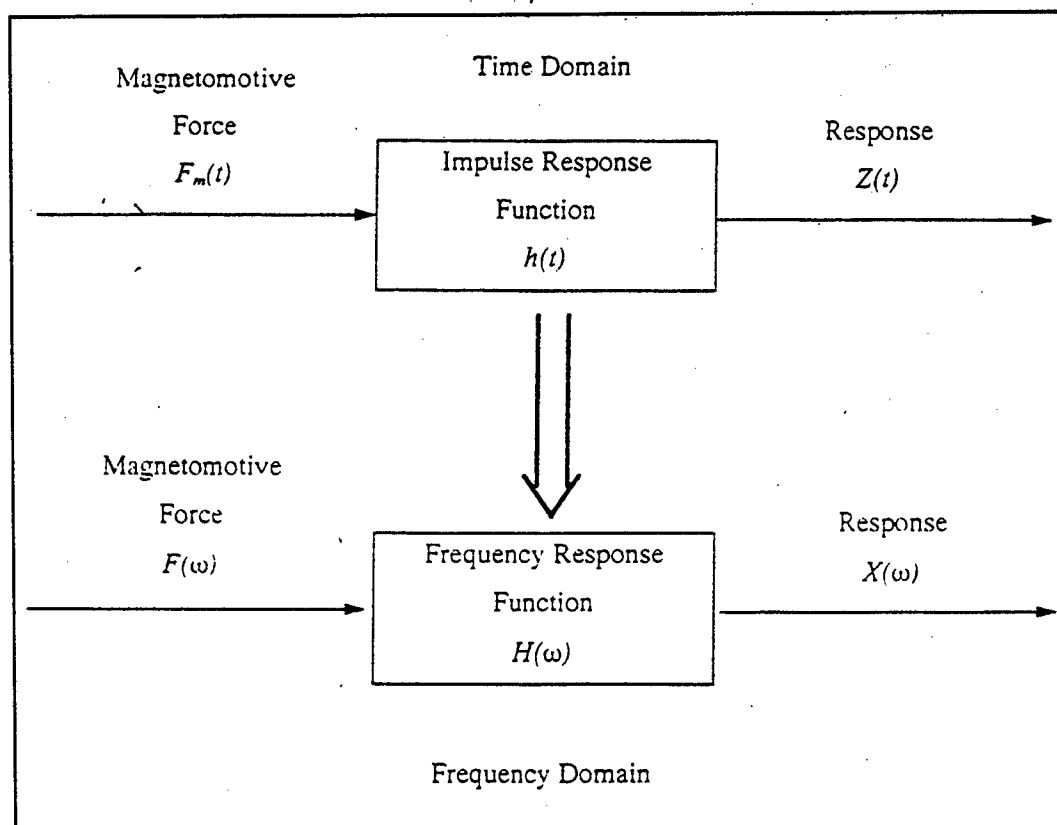 Time Domain
Magnetomotive
Force
F_m(t)
Impulse Response
Function
h(t)
Response
Z(t)
Magnetomotive
Force
F(ω)
Frequency Response
Function
H(ω)
Response
X(ω)
Frequency Domain